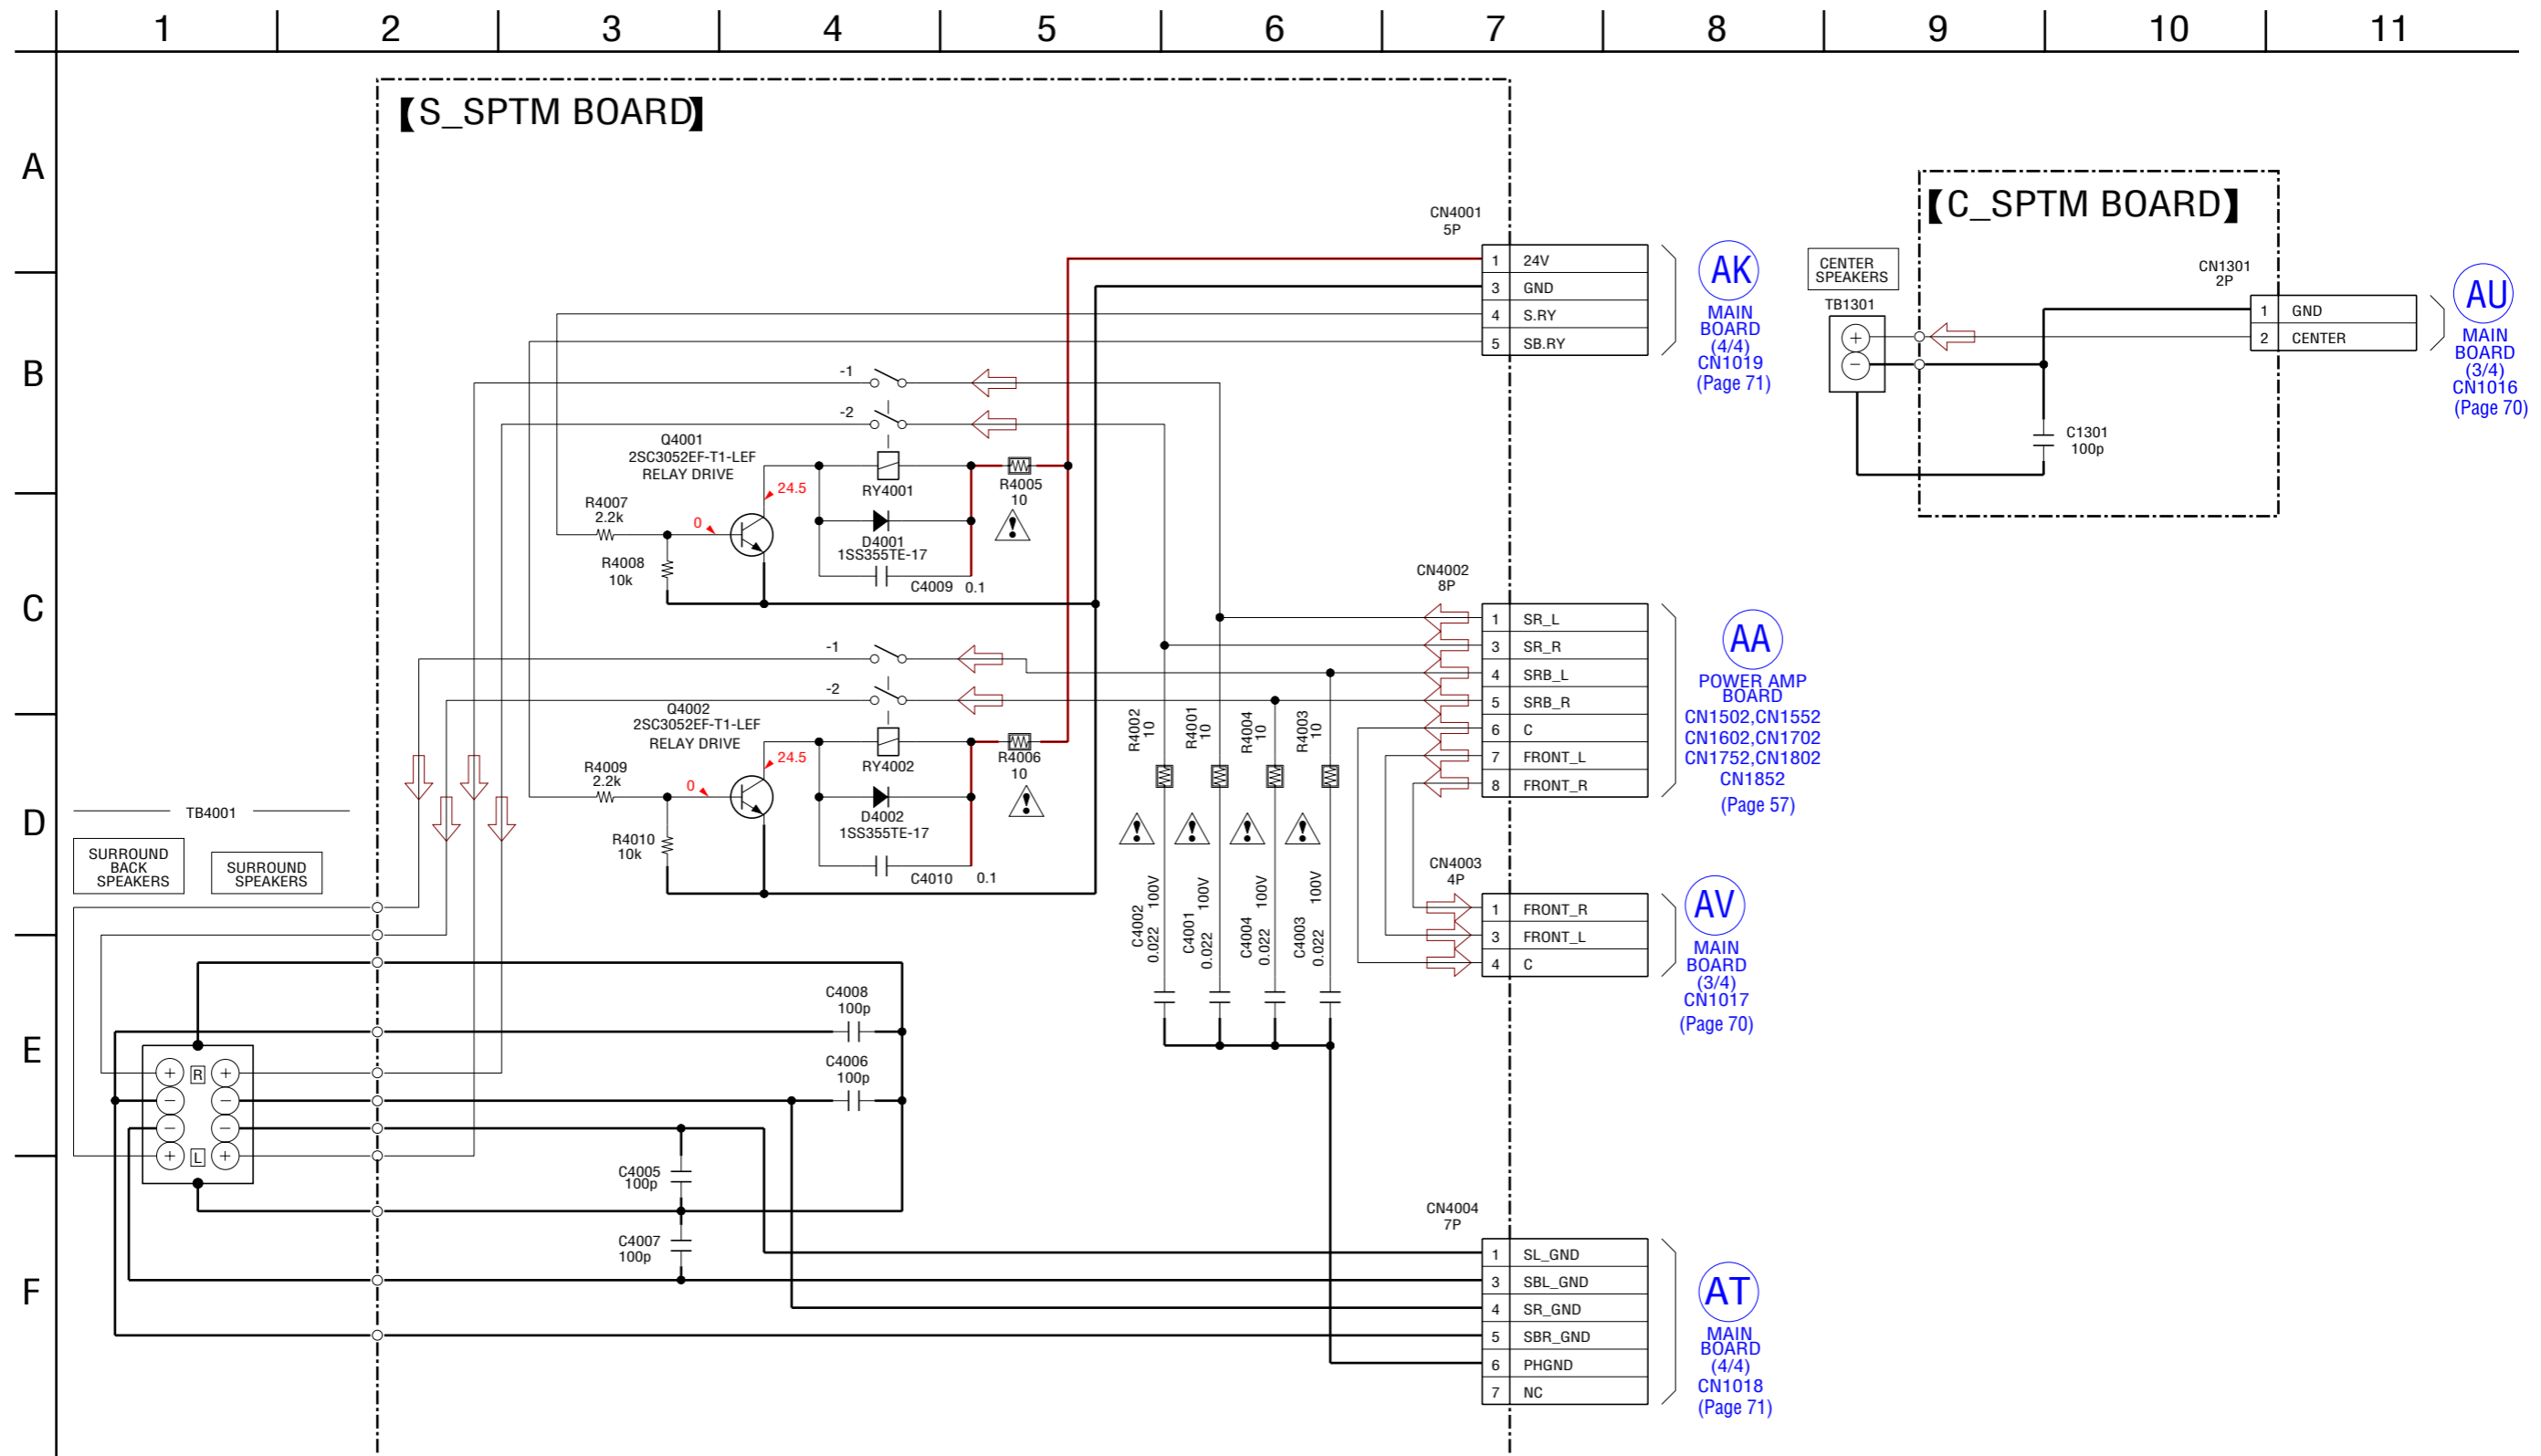 1 2 3 4 5 6 7 8 9 10 11
A
B
C
D
E
F
【S_SPTM BOARD】
CN4001
5P
1 24V
3 GND
4 S.RY
5 SB.RY
AK
MAIN
BOARD
(4/4)
CN1019
(Page 71)
-1
-2
Q4001
2SC3052EF-T1-LEF
RELAY DRIVE
24.5
0
RY4001
R4005
10
R4007
2.2k
R4008
10k
D4001
1SS355TE-17
C4009 0.1
-1
-2
Q4002
2SC3052EF-T1-LEF
RELAY DRIVE
24.5
0
RY4002
R4006
10
R4009
2.2k
R4010
10k
D4002
1SS355TE-17
C4010 0.1
CN4002
8P
1 SR_L
3 SR_R
4 SRB_L
5 SRB_R
6 C
7 FRONT_L
8 FRONT_R
AA
POWER AMP
BOARD
CN1502,CN1552
CN1602,CN1702
CN1752,CN1802
CN1852
(Page 57)
R4002
10
R4001
10
R4004
10
R4003
10
C4002
0.022 100V
C4001
0.022 100V
C4004
0.022 100V
C4003
0.022 100V
CN4003
4P
1 FRONT_R
3 FRONT_L
4 C
AV
MAIN
BOARD
(3/4)
CN1017
(Page 70)
TB4001
SURROUND
BACK
SPEAKERS
SURROUND
SPEAKERS
+ R +
- -
- -
+ L +
C4008
100p
C4006
100p
C4005
100p
C4007
100p
CN4004
7P
1 SL_GND
3 SBL_GND
4 SR_GND
5 SBR_GND
6 PHGND
7 NC
AT
MAIN
BOARD
(4/4)
CN1018
(Page 71)
【C_SPTM BOARD】
CENTER
SPEAKERS
TB1301
+
-
CN1301
2P
1 GND
2 CENTER
C1301
100p
AU
MAIN
BOARD
(3/4)
CN1016
(Page 70)